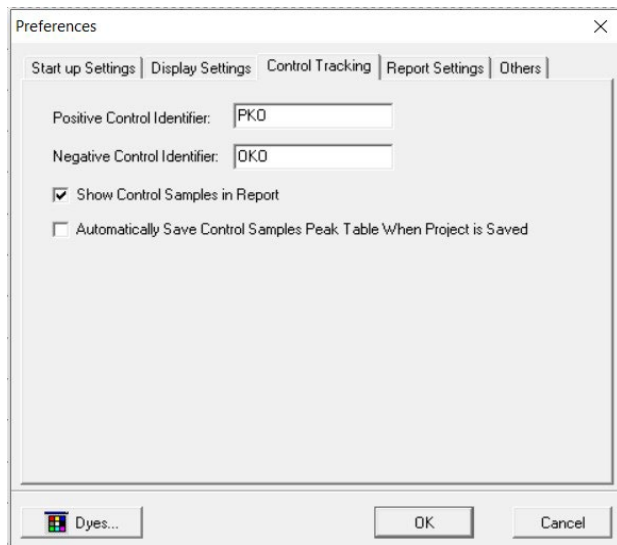 Preferences
Start up Settings Display Settings Control Tracking Report Settings Others
Positive Control Identifier: PKO
Negative Control Identifier: OKO
Show Control Samples in Report
Automatically Save Control Samples Peak Table When Project is Saved
Dyes... OK Cancel